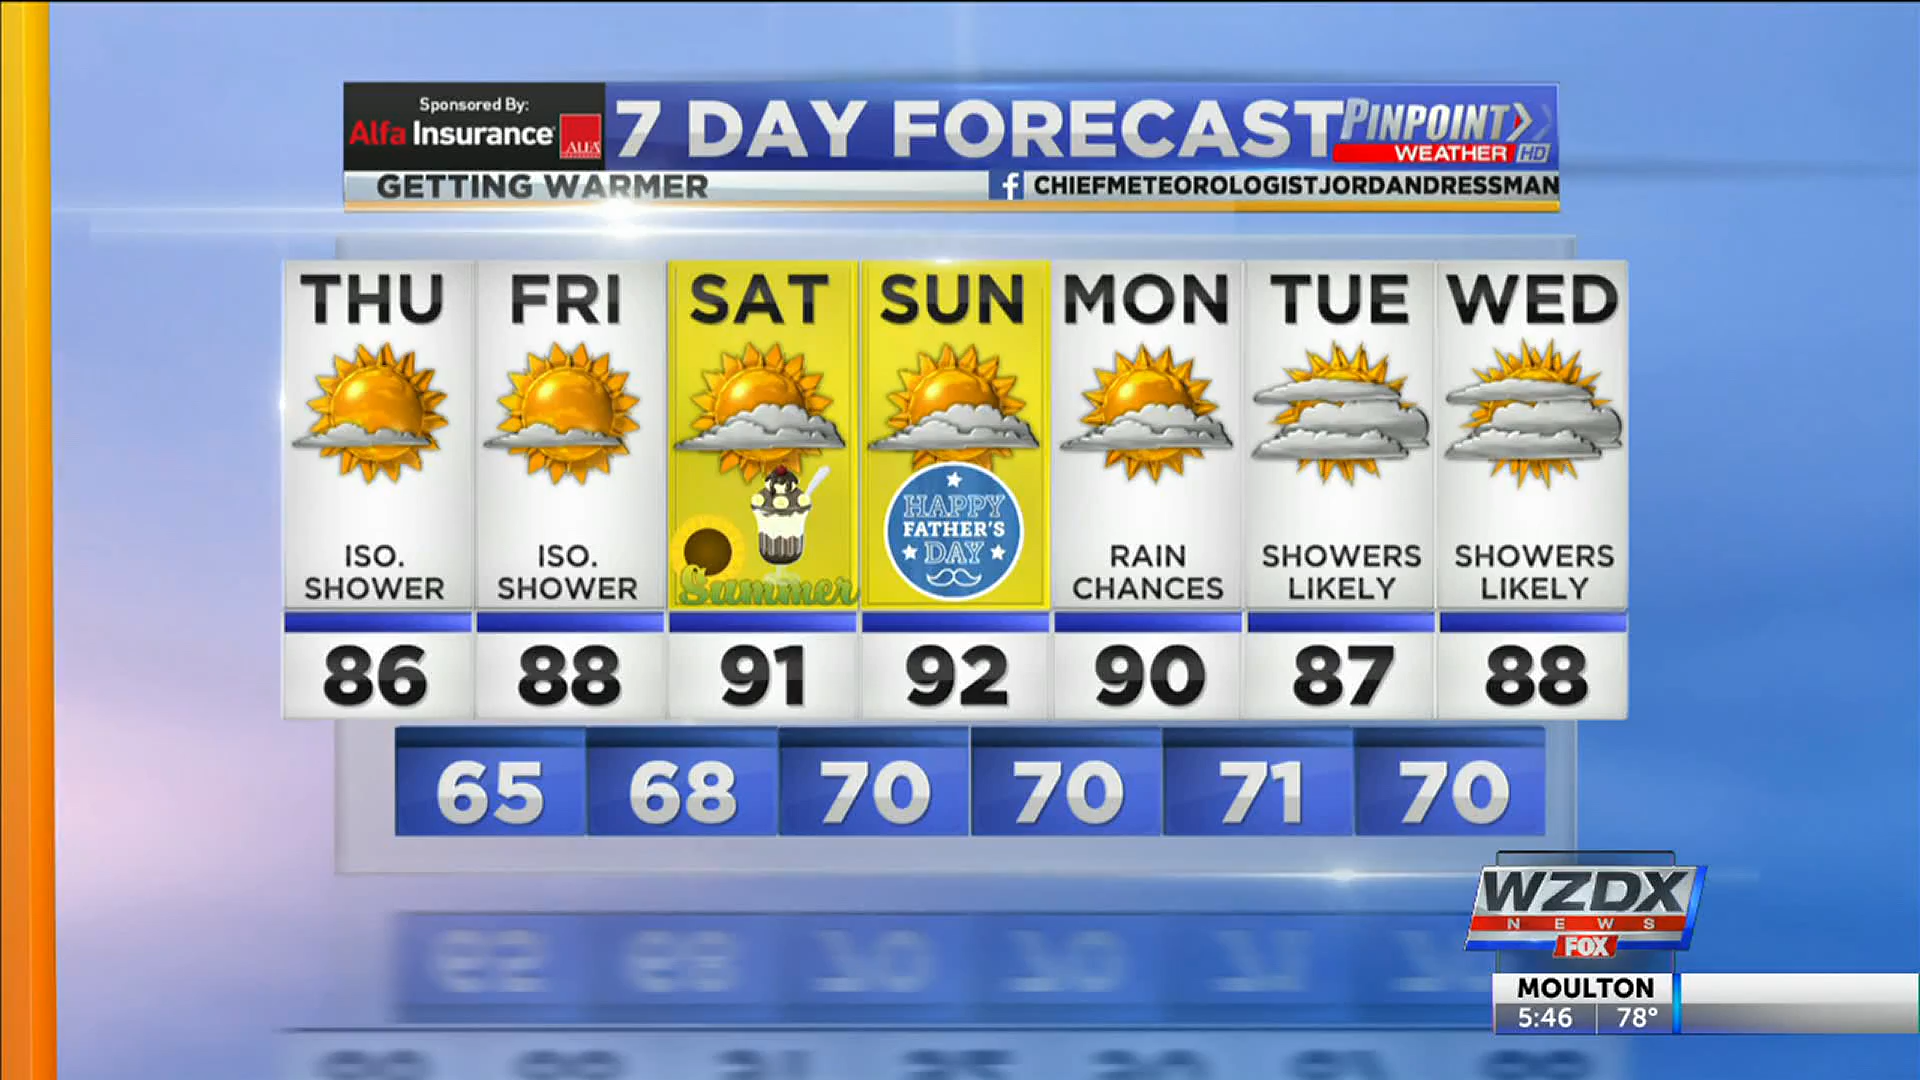 Sponsored By:
Alfa Insurance
ALFA
7 DAY FORECAST
PINPOINT
WEATHER HD
GETTING WARMER
f CHIEFMETEOROLOGISTJORDANDRESSMAN
THU FRI SAT SUN MON TUE WED
HAPPY
FATHER'S
DAY
Summer
ISO. SHOWER
ISO. SHOWER
RAIN CHANCES
SHOWERS LIKELY
SHOWERS LIKELY
86 88 91 92 90 87 88
65 68 70 70 71 70
WZDX
NEWS
FOX
MOULTON
5:46 78°